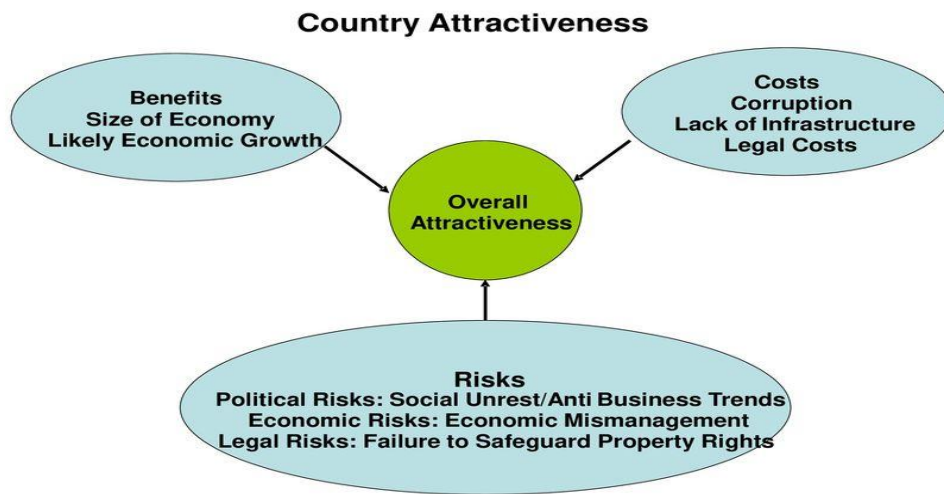 Country Attractiveness
Benefits
Size of Economy
Likely Economic Growth
Costs
Corruption
Lack of Infrastructure
Legal Costs
Overall
Attractiveness
Risks
Political Risks: Social Unrest/Anti Business Trends
Economic Risks: Economic Mismanagement
Legal Risks: Failure to Safeguard Property Rights